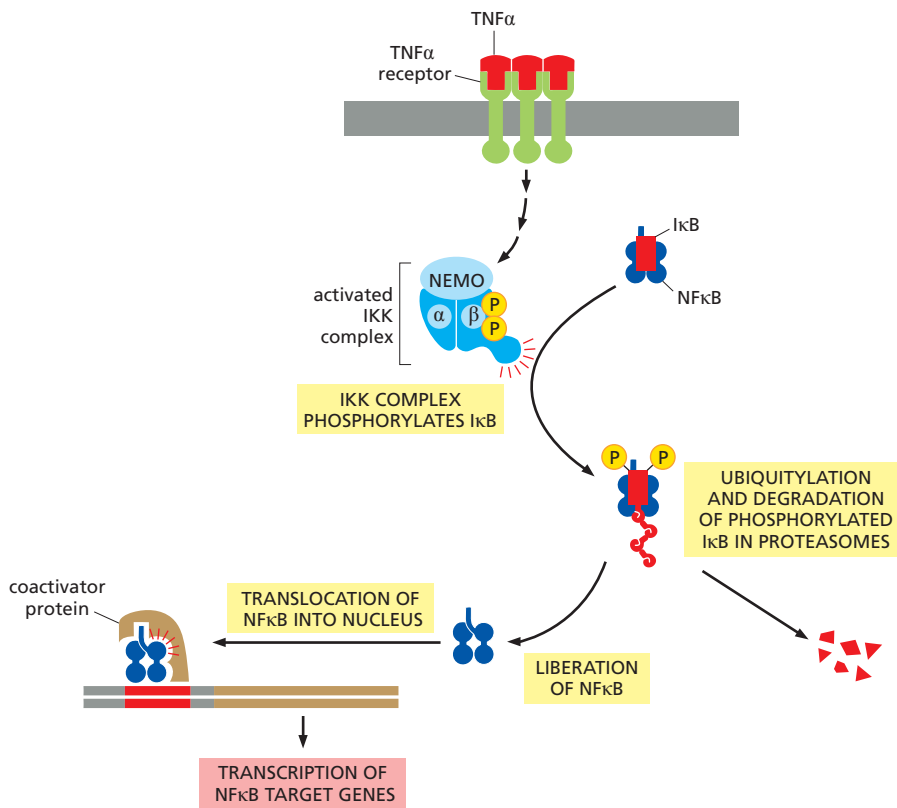 TNFα
TNFα
receptor
IκB
NFκB
NEMO
α
β
P
P
activated
IKK
complex
IKK COMPLEX
PHOSPHORYLATES IκB
P
P
UBIQUITYLATION
AND DEGRADATION
OF PHOSPHORYLATED
IκB IN PROTEASOMES
coactivator
protein
TRANSLOCATION OF
NFκB INTO NUCLEUS
LIBERATION
OF NFκB
TRANSCRIPTION OF
NFκB TARGET GENES